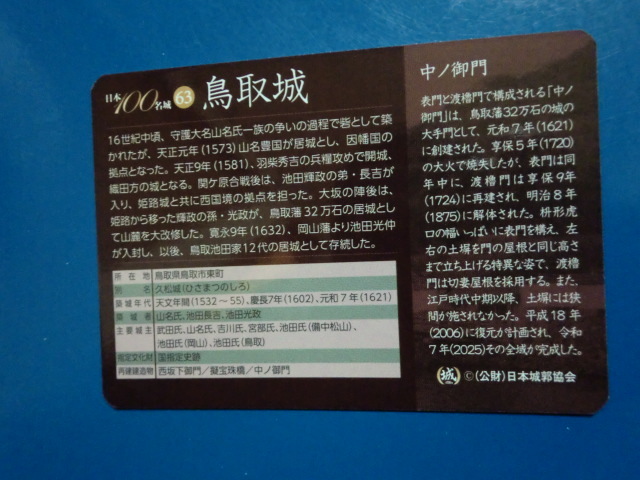 日本100名城 63 鳥取城
16世紀中頃、守護大名山名氏一族の争いの過程で砦として築
かれたが、天正元年(1573)山名豊国が居城とし、因幡国の
拠点となった。天正9年(1581)、羽柴秀吉の兵糧攻めで開城、
織田方の城となる。関ケ原合戦後は、池田輝政の弟・長吉が
入り、姫路城と共に西国境の拠点を担った。大坂の陣後は、
姫路から移った輝政の孫・光政が、鳥取藩32万石の居城とし
て山麓を大改修した。寛永9年(1632)、岡山藩より池田光仲
が入封し、以後、鳥取池田家12代の居城として存続した。
所在地 鳥取県鳥取市東町
別名 久松城(ひさまつのしろ)
築城年代 天文年間(1532～55)、慶長7年(1602)、元和7年(1621)
築城者 山名氏、池田長吉、池田光政
主要城主 武田氏、山名氏、吉川氏、宮部氏、池田氏(備中松山)、
池田氏(岡山)、池田氏(鳥取)
指定文化財 国指定史跡
再建建造物 西坂下御門／擬宝珠橋／中ノ御門
中ノ御門
表門と渡櫓門で構成される「中ノ
御門」は、鳥取藩32万石の城の
大手門として、元和7年(1621)
に創建された。享保5年(1720)
の大火で焼失したが、表門は同
年中に、渡櫓門は享保9年
(1724)に再建され、明治8年
(1875)に解体された。枡形虎
口の幅いっぱいに表門を構え、左
右の土塀を門の屋根と同じ高さ
まで立ち上げる特異な姿で、渡櫓
門は切妻屋根を採用する。また、
江戸時代中期以降、土塀には狭
間が施されなかった。平成18年
(2006)に復元が計画され、令和
7年(2025)その全域が完成した。
城 ©(公財)日本城郭協会